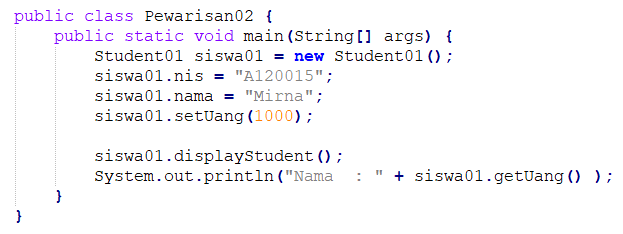 public class Pewarisan02 {
    public static void main(String[] args) {
        Student01 siswa01 = new Student01();
        siswa01.nis = "A120015";
        siswa01.nama = "Mirna";
        siswa01.setUang(1000);

        siswa01.displayStudent();
        System.out.println("Nama  : " + siswa01.getUang() );
    }
}